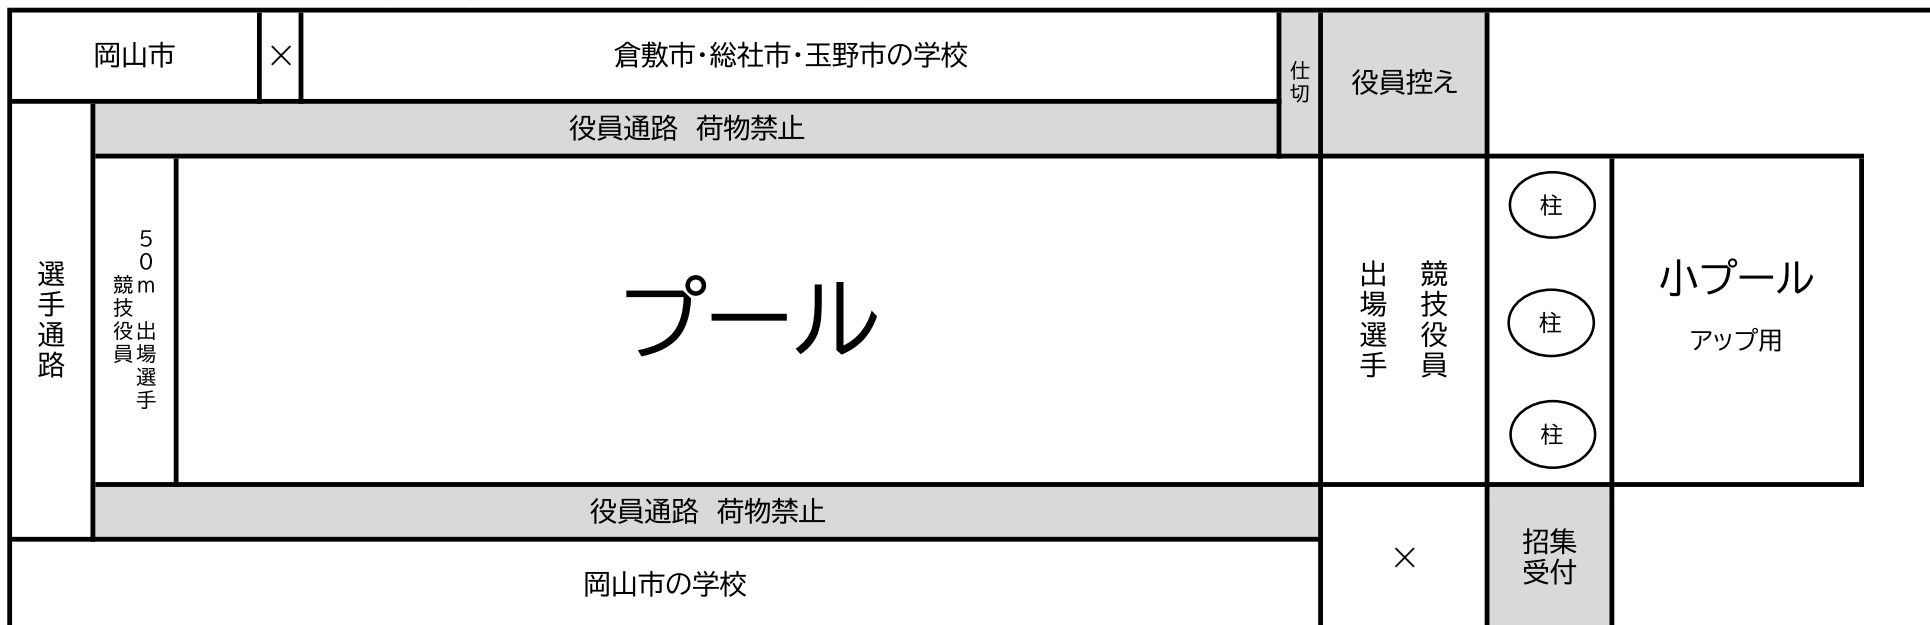 岡山市
×
倉敷市・総社市・玉野市の学校
仕切
役員控え
役員通路　荷物禁止
選手通路
５０ｍ　出場選手
競技役員
プール
競技役員
出場選手
柱
柱
柱
小プール
アップ用
役員通路　荷物禁止
岡山市の学校
×
招集
受付